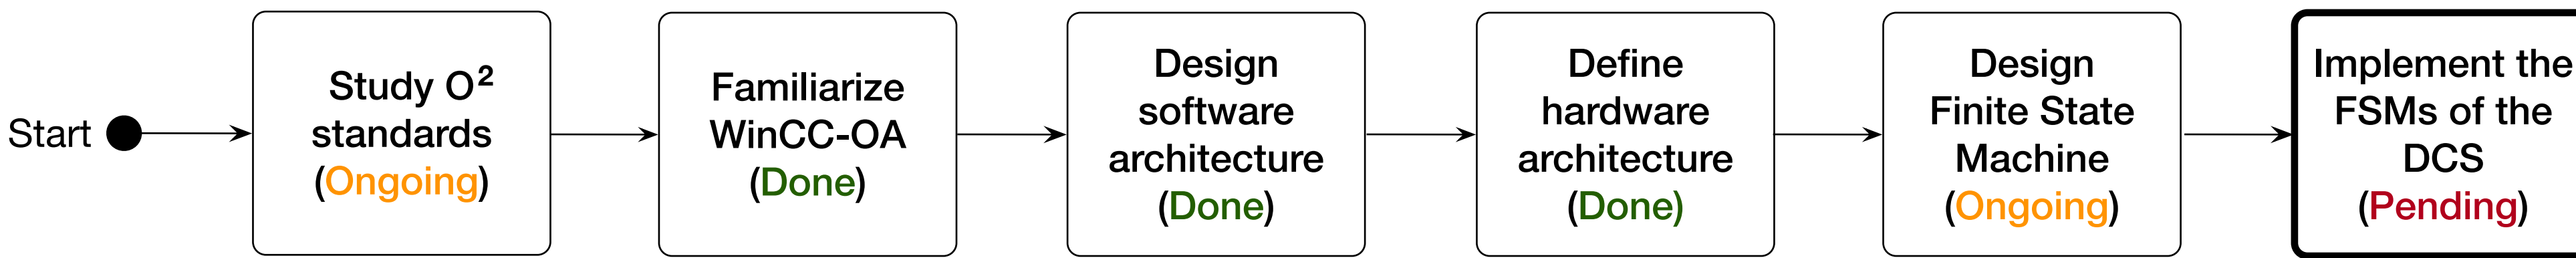 Start
Study O²
standards
(Ongoing)
Familiarize
WinCC-OA
(Done)
Design
software
architecture
(Done)
Define
hardware
architecture
(Done)
Design
Finite State
Machine
(Ongoing)
Implement the
FSMs of the
DCS
(Pending)